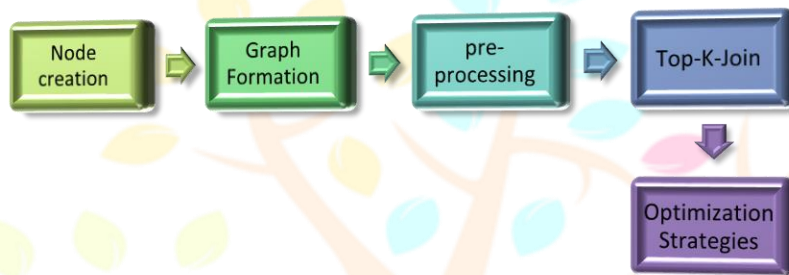 Node
creation
Graph
Formation
pre-
processing
Top-K-Join
Optimization
Strategies